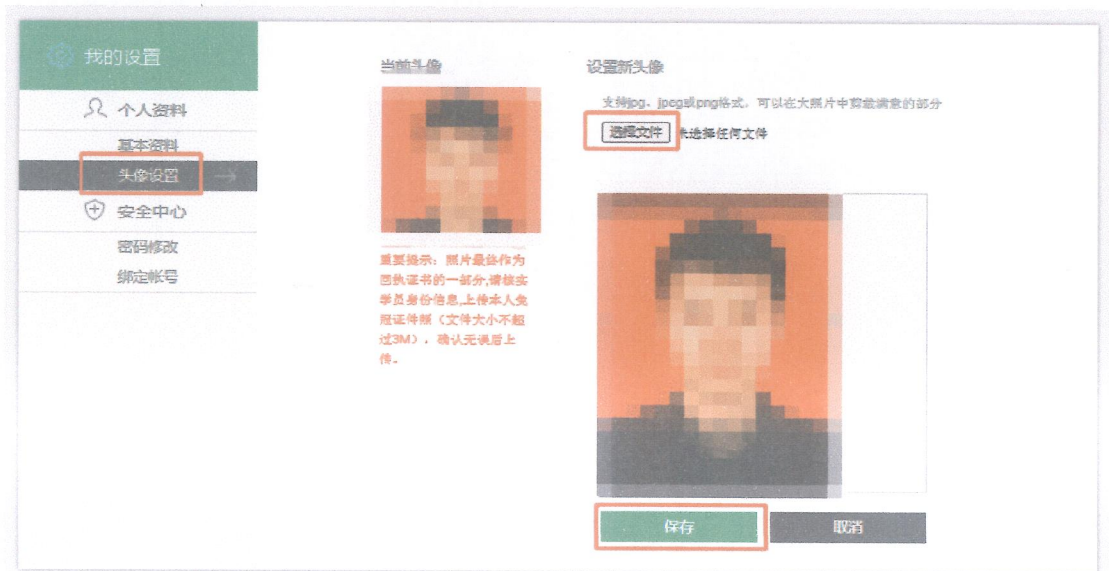 我的设置
个人资料
基本资料
头像设置
安全中心
密码修改
绑定帐号
当前头像
重要提示：照片最终作为
回执证书的一部分,请核实
学员身份信息,上传本人免
冠证件照（文件大小不超
过3M），确认无误后上
传。
设置新头像
支持jpg、jpeg或png格式，可以在大照片中剪裁满意的部分
选择文件 未选择任何文件
保存 取消